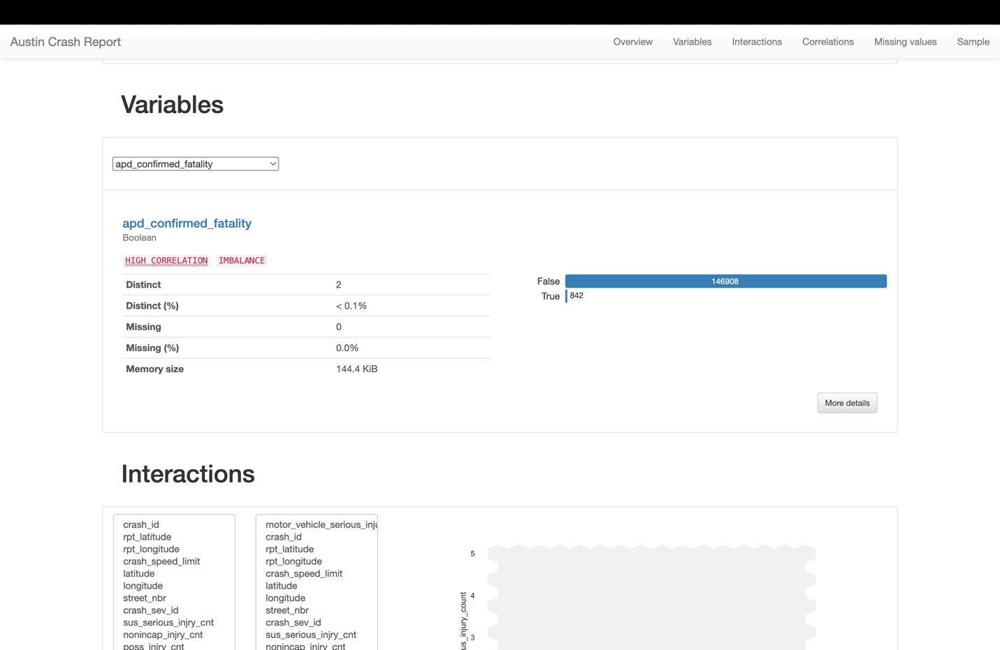 Austin Crash Report
Overview Variables Interactions Correlations Missing values Sample
Variables
apd_confirmed_fatality
apd_confirmed_fatality
Boolean
HIGH CORRELATION IMBALANCE
Distinct 2
Distinct (%) < 0.1%
Missing 0
Missing (%) 0.0%
Memory size 144.4 KiB
False 146908
True 842
More details
Interactions
crash_id
rpt_latitude
rpt_longitude
crash_speed_limit
latitude
longitude
street_nbr
crash_sev_id
sus_serious_injry_cnt
nonincap_injry_cnt
poss_injry_cnt
motor_vehicle_serious_inju
crash_id
rpt_latitude
rpt_longitude
crash_speed_limit
latitude
longitude
street_nbr
crash_sev_id
sus_serious_injry_cnt
nonincap_injry_cnt
5
4
3
us_injury_count